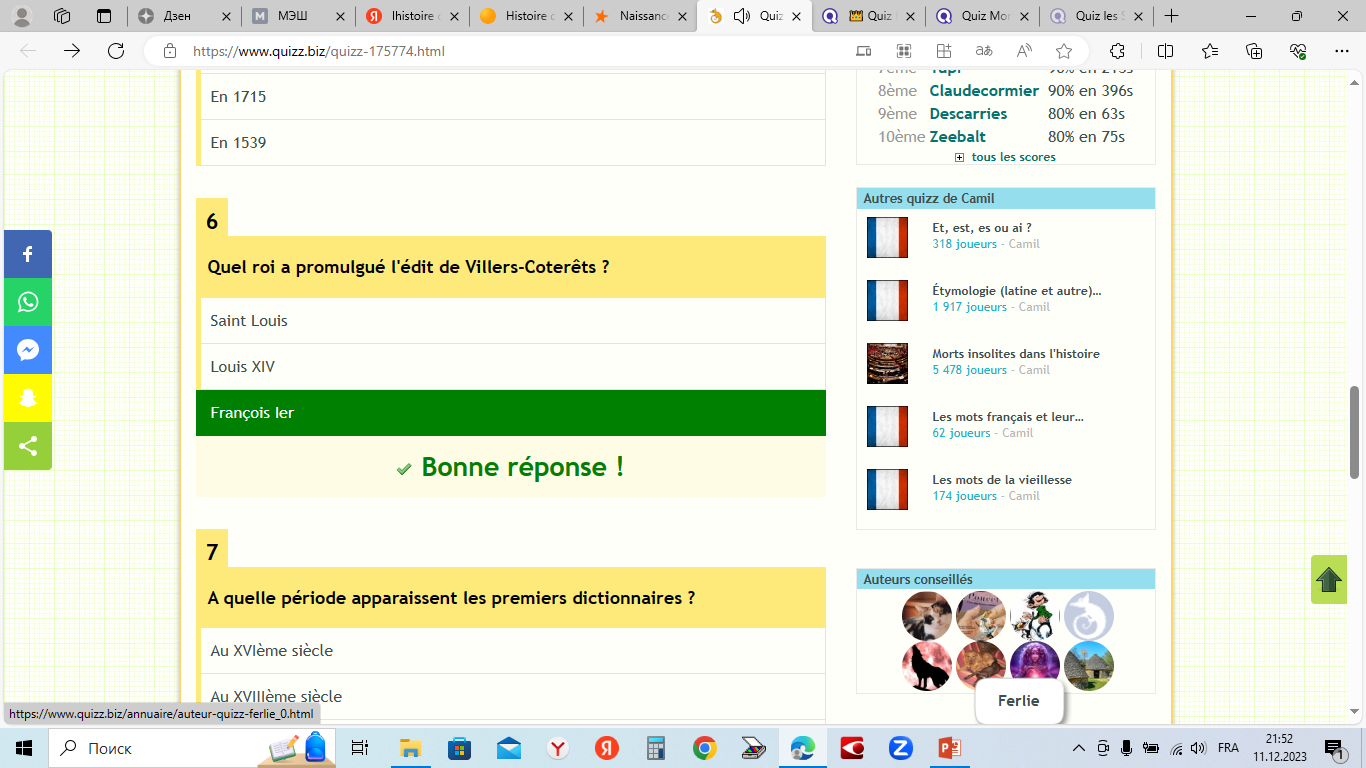 Дзен
МЭШ
lhistoire
Histoire
Naissance
Quiz
Quiz
Quiz Mor
Quiz les S
https://www.quizz.biz/quizz-175774.html
En 1715
En 1539
6
Quel roi a promulgué l'édit de Villers-Coterêts ?
Saint Louis
Louis XIV
François Ier
Bonne réponse !
7
A quelle période apparaissent les premiers dictionnaires ?
Au XVIème siècle
Au XVIIIème siècle
8ème Claudecormier 90% en 396s
9ème Descarries 80% en 63s
10ème Zeebalt 80% en 75s
tous les scores
Autres quizz de Camil
Et, est, es ou ai ?
318 joueurs - Camil
Étymologie (latine et autre)...
1 917 joueurs - Camil
Morts insolites dans l'histoire
5 478 joueurs - Camil
Les mots français et leur...
62 joueurs - Camil
Les mots de la vieillesse
174 joueurs - Camil
Auteurs conseillés
Ferlie
https://www.quizz.biz/annuaire/auteur-quizz-ferlie_0.html
Поиск
FRA
21:52
11.12.2023
1